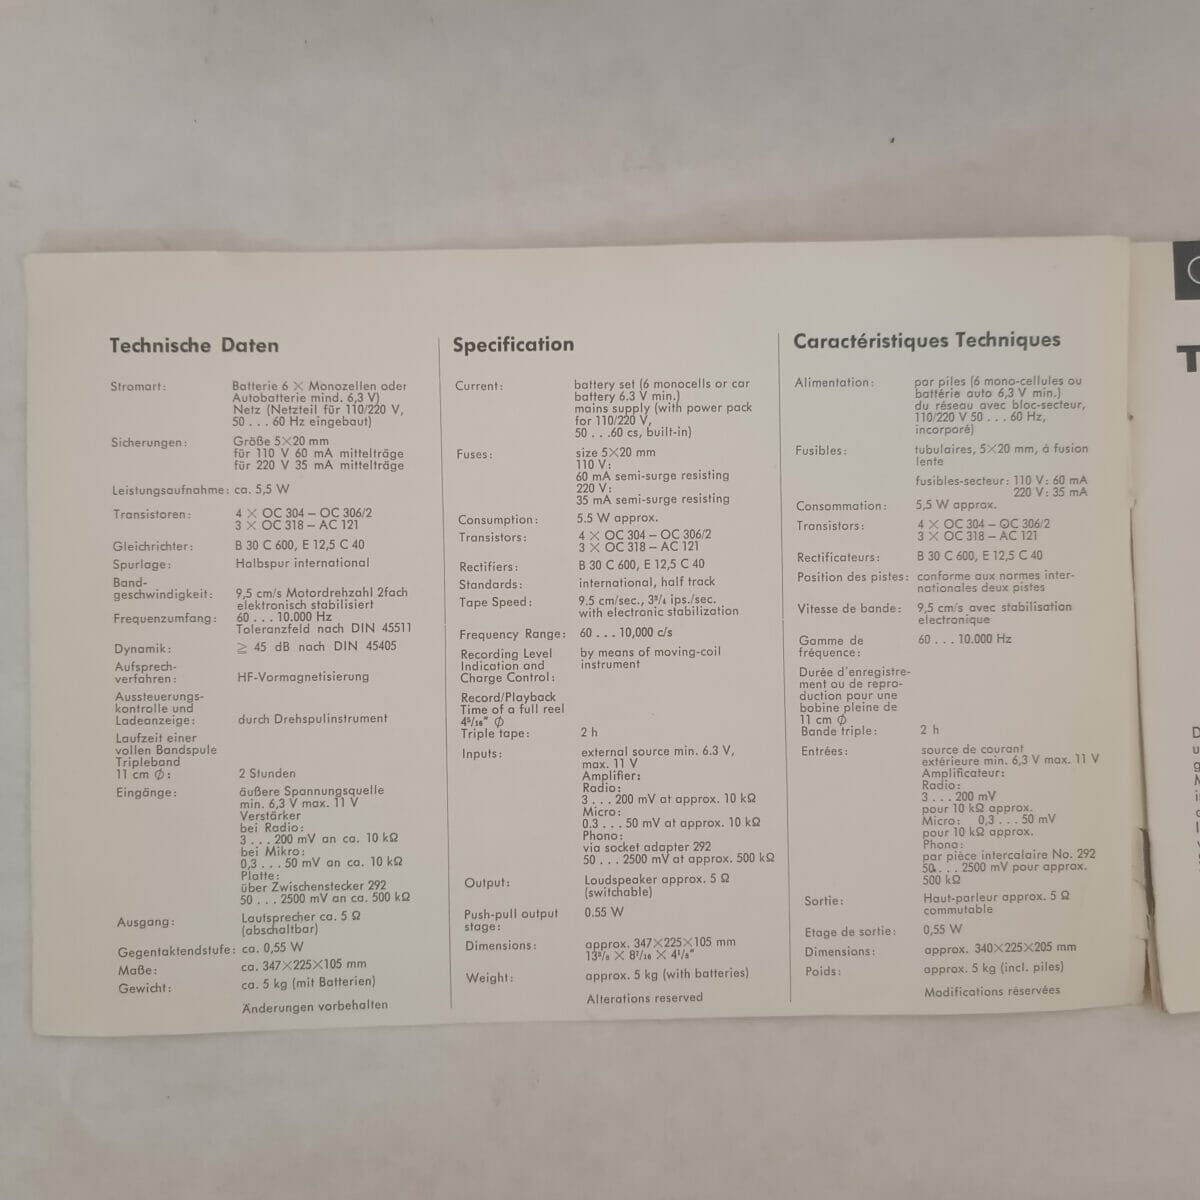 Technische Daten
Stromart: Batterie 6 × Monozellen oder
Autobatterie mind. 6,3 V)
Netz (Netzteil für 110/220 V,
50 . . . 60 Hz eingebaut)
Sicherungen: Größe 5×20 mm
für 110 V 60 mA mittelträge
für 220 V 35 mA mittelträge
Leistungsaufnahme: ca. 5,5 W
Transistoren: 4 × OC 304 – OC 306/2
3 × OC 318 – AC 121
Gleichrichter: B 30 C 600, E 12,5 C 40
Spurlage: Halbspur international
Band-
geschwindigkeit: 9,5 cm/s Motordrehzahl 2fach
elektronisch stabilisiert
Frequenzumfang: 60 . . . 10.000 Hz
Toleranzfeld nach DIN 45511
Dynamik: ≧ 45 dB nach DIN 45405
Aufsprech-
verfahren: HF-Vormagnetisierung
Aussteuerungs-
kontrolle und
Ladeanzeige: durch Drehspulinstrument
Laufzeit einer
vollen Bandspule
Tripleband
11 cm ∅: 2 Stunden
Eingänge: äußere Spannungsquelle
min. 6,3 V max. 11 V
Verstärker
bei Radio:
3 . . . 200 mV an ca. 10 kΩ
bei Mikro:
0,3 . . . 50 mV an ca. 10 kΩ
Platte:
über Zwischenstecker 292
50 . . . 2500 mV an ca. 500 kΩ
Ausgang: Lautsprecher ca. 5 Ω
(abschaltbar)
Gegentaktendstufe: ca. 0,55 W
Maße: ca. 347×225×105 mm
Gewicht: ca. 5 kg (mit Batterien)
Änderungen vorbehalten
Specification
Current: battery set (6 monocells or car
battery 6.3 V min.)
mains supply (with power pack
for 110/220 V,
50 . . .60 cs, built-in)
Fuses: size 5×20 mm
110 V:
60 mA semi-surge resisting
220 V:
35 mA semi-surge resisting
Consumption: 5.5 W approx.
Transistors: 4 × OC 304 – OC 306/2
3 × OC 318 – AC 121
Rectifiers: B 30 C 600, E 12,5 C 40
Standards: international, half track
Tape Speed: 9.5 cm/sec., 3³/₄ ips./sec.
with electronic stabilization
Frequency Range: 60 . . . 10,000 c/s
Recording Level by means of moving-coil
Indication and instrument
Charge Control:
Record/Playback
Time of a full reel
4⁵/₁₆″ ∅
Triple tape: 2 h
Inputs: external source min. 6.3 V,
max. 11 V
Amplifier:
Radio:
3 . . . 200 mV at approx. 10 kΩ
Micro:
0.3 . . . 50 mV at approx. 10 kΩ
Phono:
via socket adapter 292
50 . . . 2500 mV at approx. 500 kΩ
Output: Loudspeaker approx. 5 Ω
(switchable)
Push-pull output 0.55 W
stage:
Dimensions: approx. 347×225×105 mm
13⁵/₈ × 8⁷/₁₆ × 4¹/₈″
Weight: approx. 5 kg (with batteries)
Alterations reserved
Caractéristiques Techniques
Alimentation: par piles (6 mono-cellules ou
battérie auto 6,3 V min.)
du réseau avec bloc-secteur,
110/220 V 50 . . . 60 Hz,
incorporé)
Fusibles: tubulaires, 5×20 mm, à fusion
lente
fusibles-secteur: 110 V: 60 mA
220 V: 35 mA
Consommation: 5,5 W approx.
Transistors: 4 × OC 304 – OC 306/2
3 × OC 318 – AC 121
Rectificateurs: B 30 C 600, E 12,5 C 40
Position des pistes: conforme aux normes inter-
nationales deux pistes
Vitesse de bande: 9,5 cm/s avec stabilisation
electronique
Gamme de 60 . . . 10.000 Hz
fréquence:
Durée d'enregistre-
ment ou de repro-
duction pour une
bobine pleine de
11 cm ∅
Bande triple: 2 h
Entrées: source de courant
extérieure min. 6,3 V max. 11 V
Amplificateur:
Radio:
3 . . . 200 mV
pour 10 kΩ approx.
Micro: 0,3 . . . 50 mV
pour 10 kΩ approx.
Phono:
par pièce intercalaire No. 292
50 . . . 2500 mV pour approx.
500 kΩ
Sortie: Haut-parleur approx. 5 Ω
commutable
Etage de sortie: 0,55 W
Dimensions: approx. 340×225×205 mm
Poids: approx. 5 kg (incl. piles)
Modifications réservées